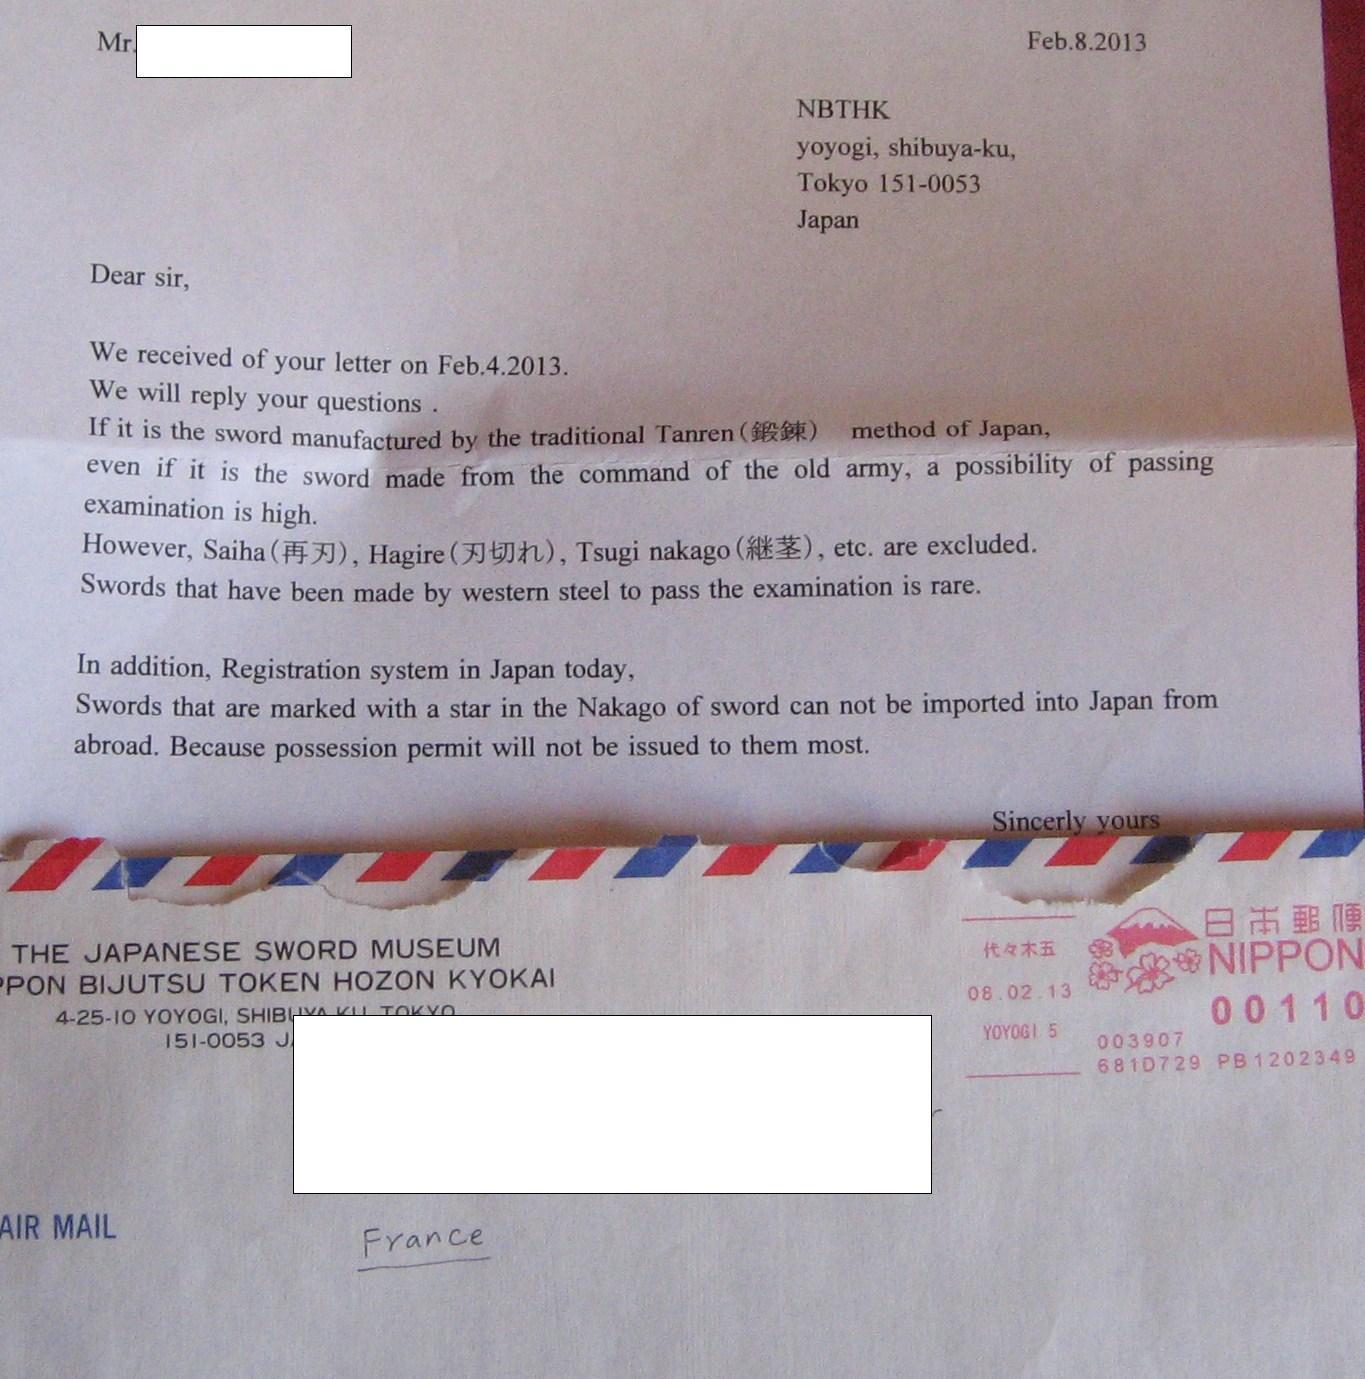 Mr.
Feb.8.2013
NBTHK
yoyogi, shibuya-ku,
Tokyo 151-0053
Japan
Dear sir,
We received of your letter on Feb.4.2013.
We will reply your questions .
If it is the sword manufactured by the traditional Tanren(鍛錬) method of Japan,
even if it is the sword made from the command of the old army, a possibility of passing
examination is high.
However, Saiha(再刃), Hagire(刃切れ), Tsugi nakago(継茎), etc. are excluded.
Swords that have been made by western steel to pass the examination is rare.
In addition, Registration system in Japan today,
Swords that are marked with a star in the Nakago of sword can not be imported into Japan from
abroad. Because possession permit will not be issued to them most.
Sincerly yours
THE JAPANESE SWORD MUSEUM
PPON BIJUTSU TOKEN HOZON KYOKAI
4-25-10 YOYOGI, SHIBUYA-KU, TOKYO
151-0053 JA
代々木五
08.02.13
YOYOGI 5
日本郵便
NIPPON
00110
003907
681D729 PB1202349
AIR MAIL
France